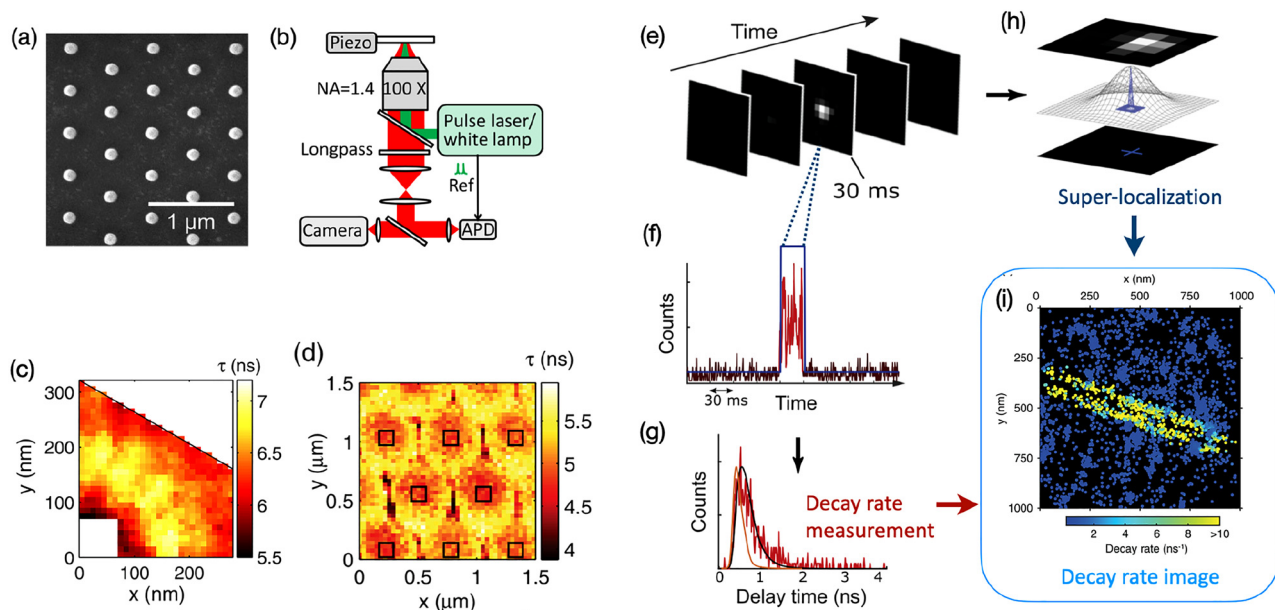 (a)
1 µm
(b)
Piezo
NA=1.4
100 X
Pulse laser/
white lamp
Longpass
Ref
Camera
APD
(c)
τ (ns)
y (nm)
300
200
100
0
0 100 200
x (nm)
7
6.5
6
5.5
(d)
τ (ns)
y (µm)
1.5
1
0.5
0
0 0.5 1.0 1.5
x (µm)
5.5
5
4.5
4
(e)
Time
30 ms
(f)
Counts
30 ms
Time
(g)
Counts
0 1 2 3 4
Delay time (ns)
Decay rate
measurement
(h)
Super-localization
(i)
x (nm)
0 250 500 750 1000
y (nm)
0
250
500
750
1000
2 4 6 8 >10
Decay rate (ns⁻¹)
Decay rate image